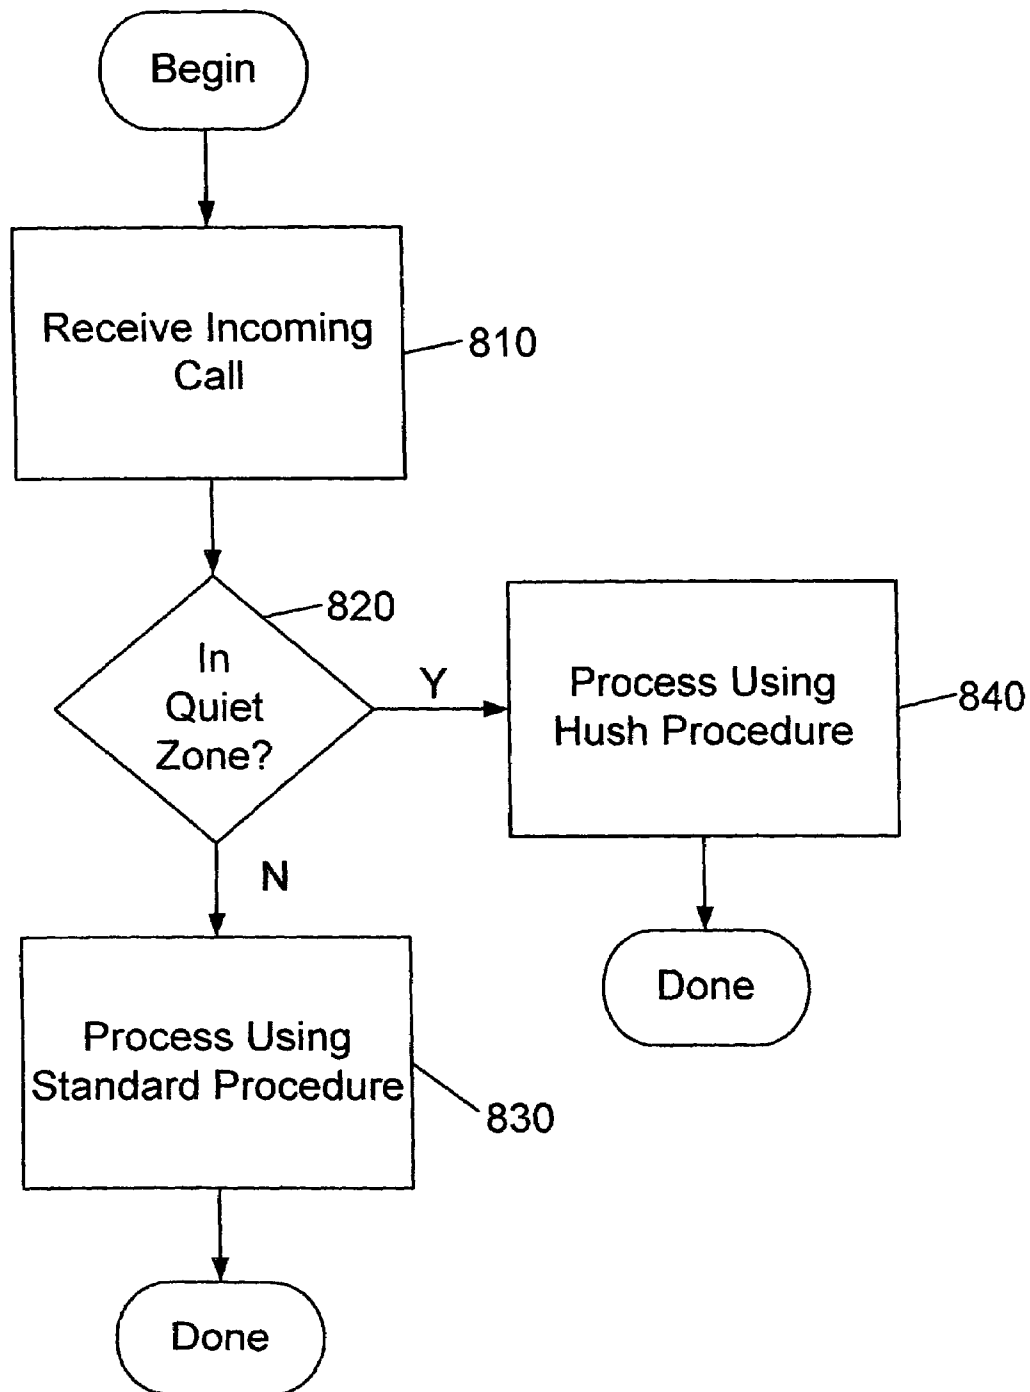 Begin
Receive Incoming
Call
810
820
In
Quiet
Zone?
Y
Process Using
Hush Procedure
840
N
Done
Process Using
Standard Procedure
830
Done